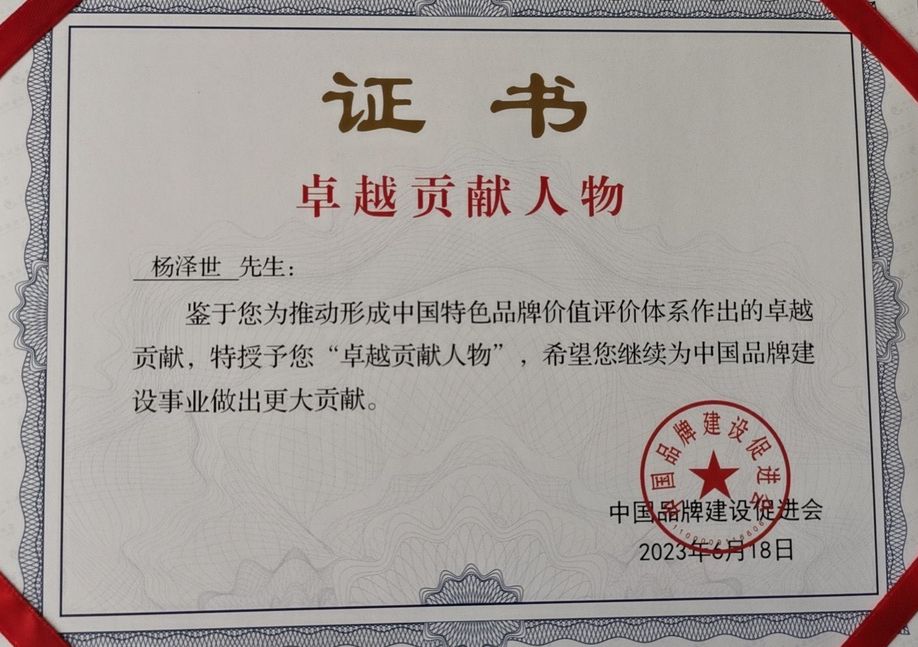 证书
卓越贡献人物
杨泽世 先生：
鉴于您为推动形成中国特色品牌价值评价体系作出的卓越
贡献，特授予您“卓越贡献人物”，希望您继续为中国品牌建
设事业做出更大贡献。
中国品牌建设促进会
中国品牌建设促进会
2023年6月18日